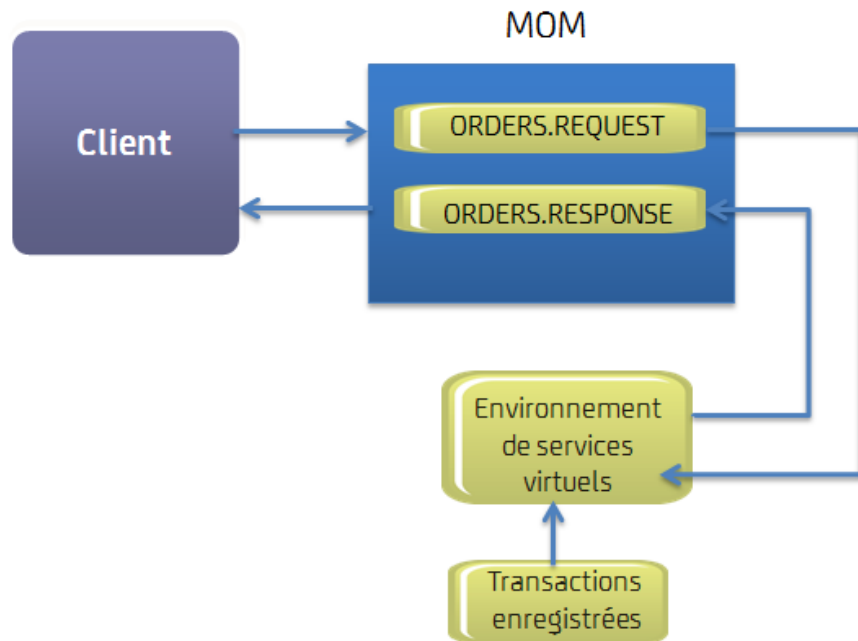 MOM
Client
ORDERS.REQUEST
ORDERS.RESPONSE
Environnement
de services
virtuels
Transactions
enregistrées